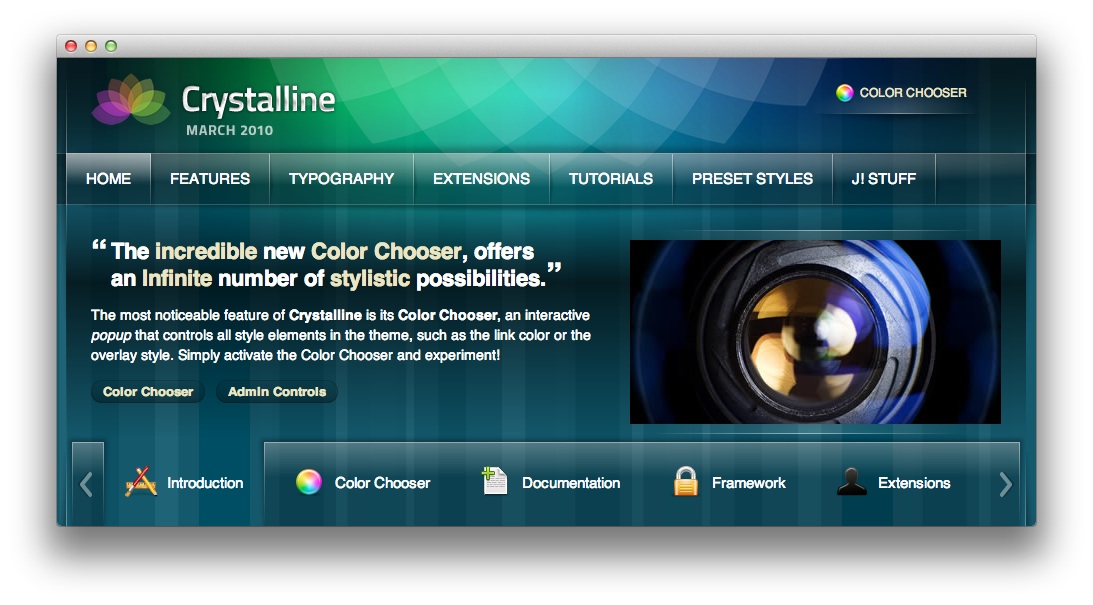 Crystalline
MARCH 2010
COLOR CHOOSER
HOME FEATURES TYPOGRAPHY EXTENSIONS TUTORIALS PRESET STYLES J! STUFF
“The incredible new Color Chooser, offers
an Infinite number of stylistic possibilities.”
The most noticeable feature of Crystalline is its Color Chooser, an interactive
popup that controls all style elements in the theme, such as the link color or the
overlay style. Simply activate the Color Chooser and experiment!
Color Chooser Admin Controls
Introduction Color Chooser Documentation Framework Extensions